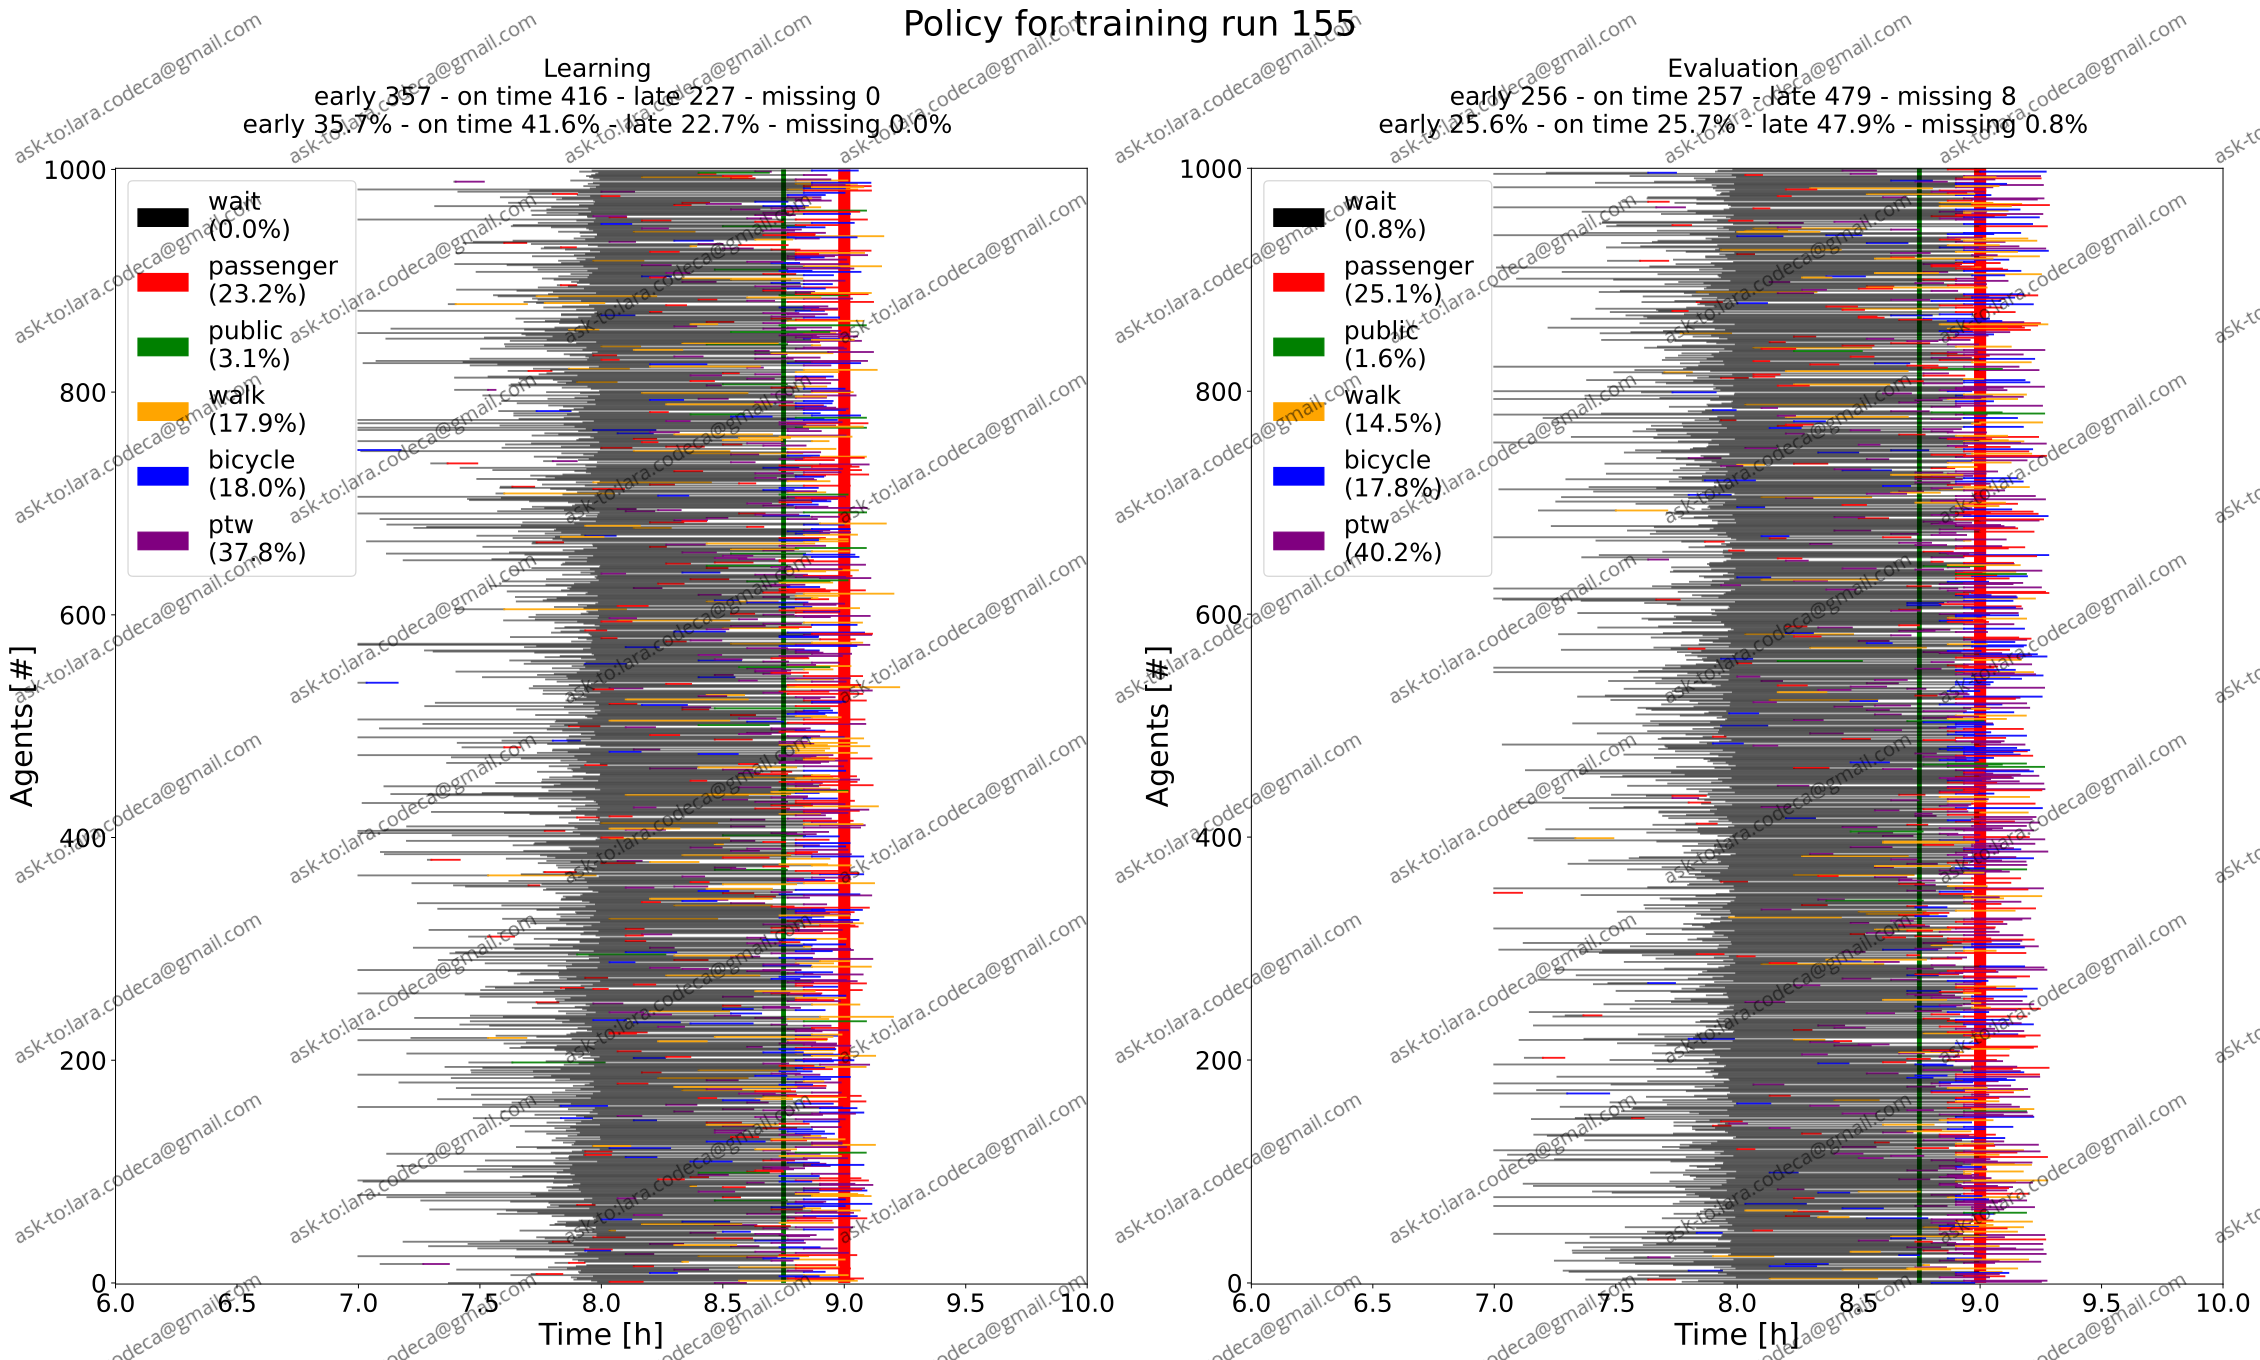 Policy for training run 155
Learning
early 357 - on time 416 - late 227 - missing 0
early 35.7% - on time 41.6% - late 22.7% - missing 0.0%
1000
800
600
400
200
0
Agents [#]
wait
(0.0%)
passenger
(23.2%)
public
(3.1%)
walk
(17.9%)
bicycle
(18.0%)
ptw
(37.8%)
6.0 6.5 7.0 7.5 8.0 8.5 9.0 9.5 10.0
Time [h]
Evaluation
early 256 - on time 257 - late 479 - missing 8
early 25.6% - on time 25.7% - late 47.9% - missing 0.8%
1000
800
600
400
200
0
Agents [#]
wait
(0.8%)
passenger
(25.1%)
public
(1.6%)
walk
(14.5%)
bicycle
(17.8%)
ptw
(40.2%)
6.0 6.5 7.0 7.5 8.0 8.5 9.0 9.5 10.0
Time [h]
ask-to:lara.codeca@gmail.com